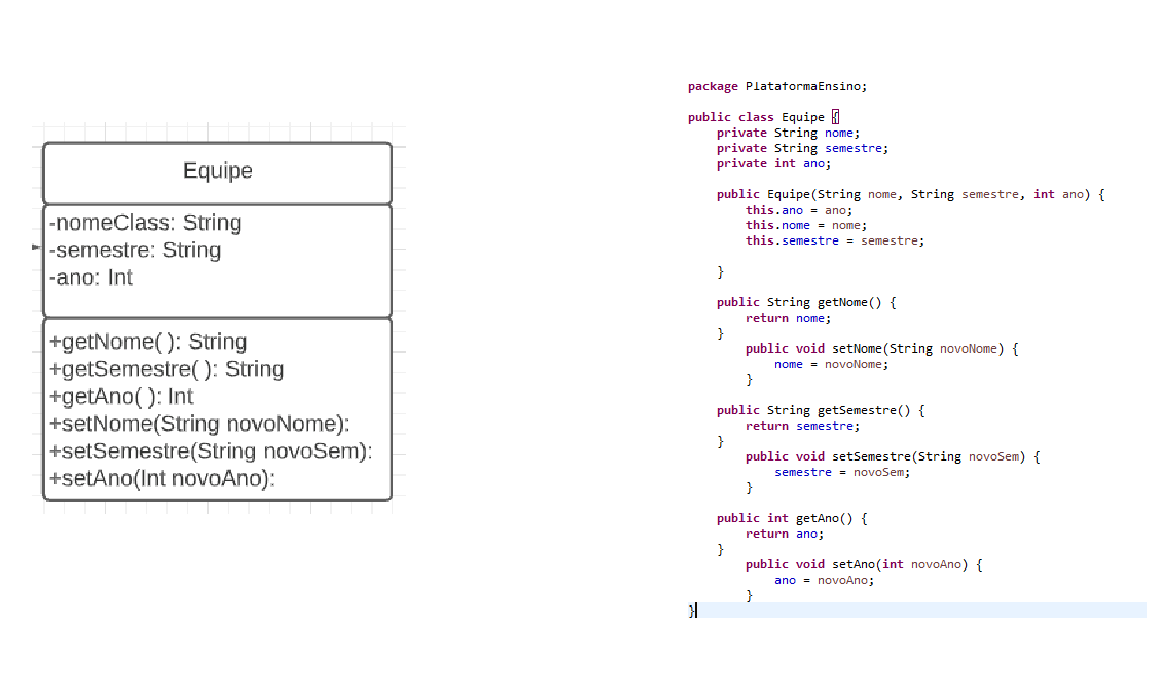 Equipe
-nomeClass: String
-semestre: String
-ano: Int
+getNome( ): String
+getSemestre( ): String
+getAno( ): Int
+setNome(String novoNome):
+setSemestre(String novoSem):
+setAno(Int novoAno):
package PlataformaEnsino;
public class Equipe {
private String nome;
private String semestre;
private int ano;
public Equipe(String nome, String semestre, int ano) {
this.ano = ano;
this.nome = nome;
this.semestre = semestre;
}
public String getNome() {
return nome;
}
public void setNome(String novoNome) {
nome = novoNome;
}
public String getSemestre() {
return semestre;
}
public void setSemestre(String novoSem) {
semestre = novoSem;
}
public int getAno() {
return ano;
}
public void setAno(int novoAno) {
ano = novoAno;
}
}